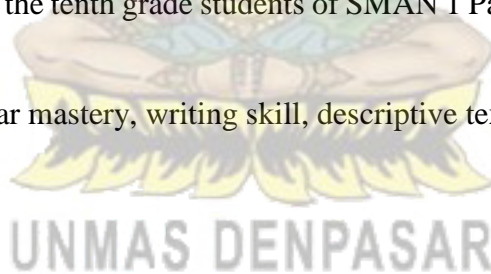 the tenth grade students of SMAN 1
mastery, writing skill, descriptive
UNMAS DENPASAR